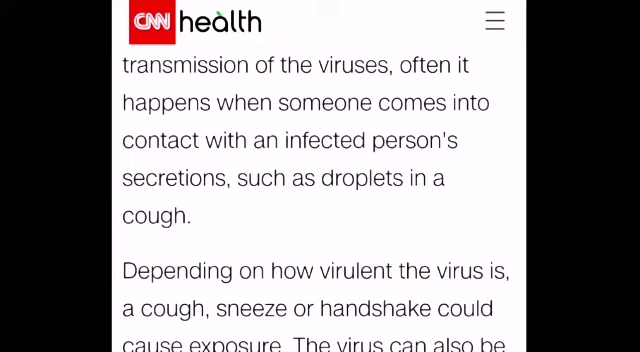 CNN health
transmission of the viruses, often it
happens when someone comes into
contact with an infected person's
secretions, such as droplets in a
cough.
Depending on how virulent the virus is,
a cough, sneeze or handshake could
cause exposure. The virus can also be